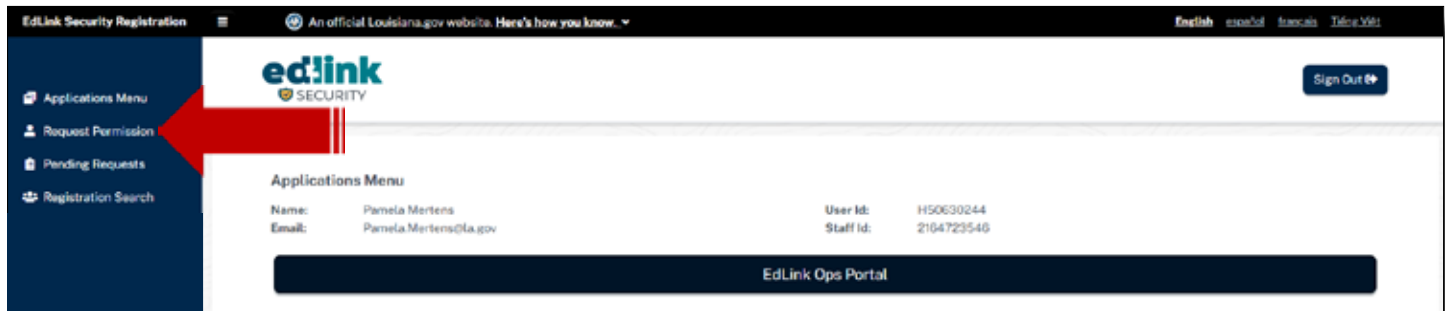 EdLink Security Registration
An official Louisiana.gov website. Here's how you know.
English español français Tiếng Việt
Applications Menu
Request Permission
Pending Requests
Registration Search
ed:link
SECURITY
Sign Out
Applications Menu
Name: Pamela Mertens User Id: H50630244
Email: Pamela.Mertens@la.gov Staff Id: 2164723546
EdLink Ops Portal